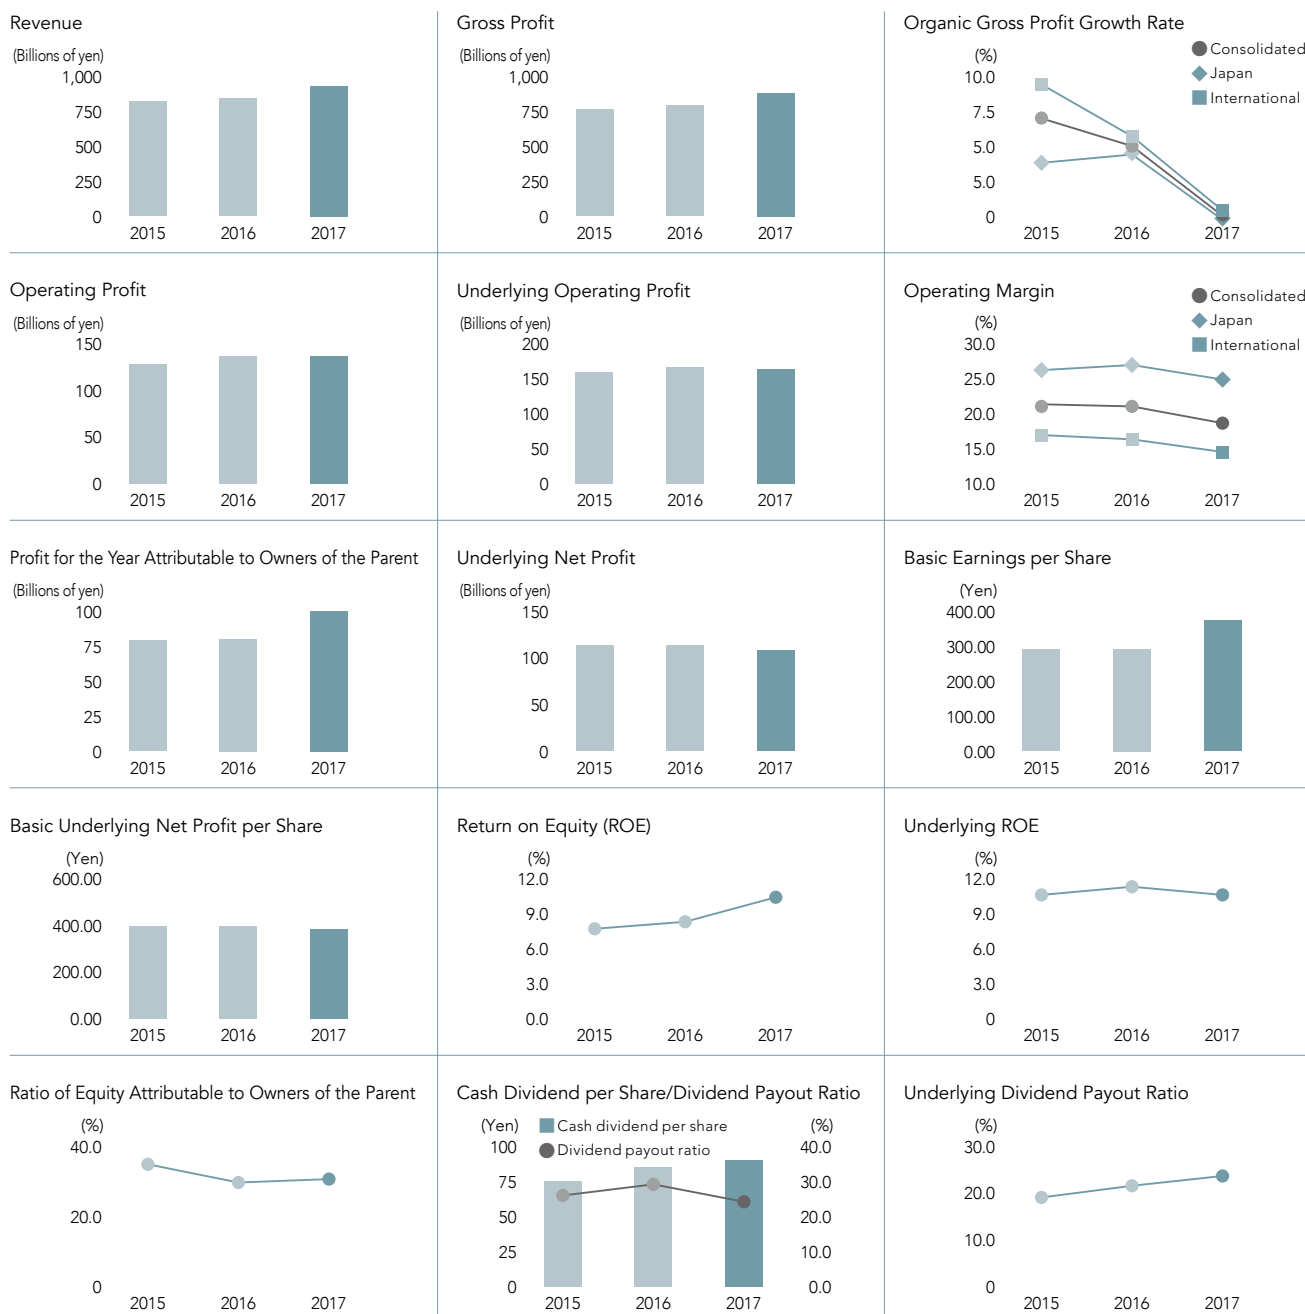 Revenue
(Billions of yen)
1,000
750
500
250
0
2015 2016 2017
Gross Profit
(Billions of yen)
1,000
750
500
250
0
2015 2016 2017
Organic Gross Profit Growth Rate
(%)
Consolidated
Japan
International
10.0
7.5
5.0
5.0
0
2015 2016 2017
Operating Profit
(Billions of yen)
150
100
50
0
2015 2016 2017
Underlying Operating Profit
(Billions of yen)
200
150
100
50
0
2015 2016 2017
Operating Margin
(%)
Consolidated
Japan
International
30.0
25.0
20.0
15.0
10.0
2015 2016 2017
Profit for the Year Attributable to Owners of the Parent
(Billions of yen)
100
75
50
25
0
2015 2016 2017
Underlying Net Profit
(Billions of yen)
150
100
50
0
2015 2016 2017
Basic Earnings per Share
(Yen)
400.00
300.00
200.00
100.00
0.00
2015 2016 2017
Basic Underlying Net Profit per Share
(Yen)
600.00
400.00
200.00
0.00
2015 2016 2017
Return on Equity (ROE)
(%)
12.0
9.0
6.0
3.0
0.0
2015 2016 2017
Underlying ROE
(%)
12.0
9.0
6.0
3.0
0
2015 2016 2017
Ratio of Equity Attributable to Owners of the Parent
(%)
40.0
20.0
0
2015 2016 2017
Cash Dividend per Share/Dividend Payout Ratio
(Yen) Cash dividend per share (%)
Dividend payout ratio
100 40.0
75 30.0
50 20.0
25 10.0
0 0.0
2015 2016 2017
Underlying Dividend Payout Ratio
(%)
30.0
20.0
10.0
0
2015 2016 2017